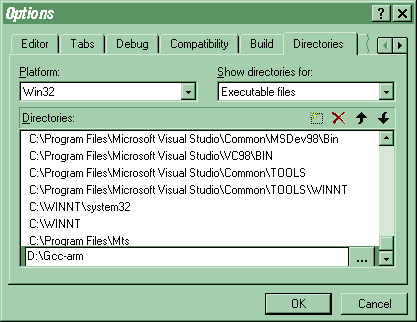 Options
Editor Tabs Debug Compatibility Build Directories
Platform: Show directories for:
Win32 Executable files
Directories:
C:\Program Files\Microsoft Visual Studio\Common\MSDev98\Bin
C:\Program Files\Microsoft Visual Studio\VC98\BIN
C:\Program Files\Microsoft Visual Studio\Common\TOOLS
C:\Program Files\Microsoft Visual Studio\Common\TOOLS\WINNT
C:\WINNT\system32
C:\WINNT
C:\Program Files\Mts
D:\Gcc-arm ...
OK Cancel